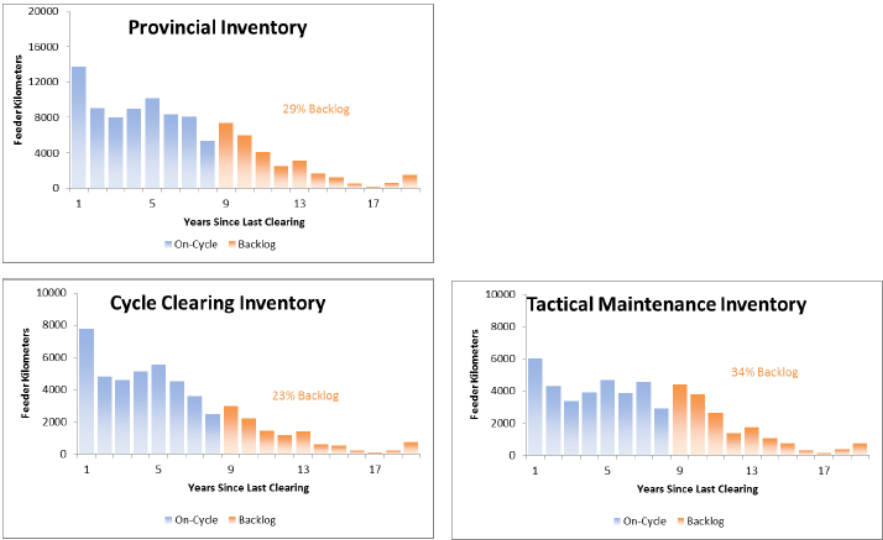 Provincial Inventory
20000
16000
12000
8000
4000
0
Feeder Kilometers
29% Backlog
1 5 9 13 17
Years Since Last Clearing
On-Cycle Backlog
Cycle Clearing Inventory
10000
8000
6000
4000
2000
0
Feeder Kilometers
23% Backlog
1 5 9 13 17
Years Since Last Clearing
On-Cycle Backlog
Tactical Maintenance Inventory
10000
8000
6000
4000
2000
0
Feeder Kilometers
34% Backlog
1 5 9 13 17
Years Since Last Clearing
On-Cycle Backlog